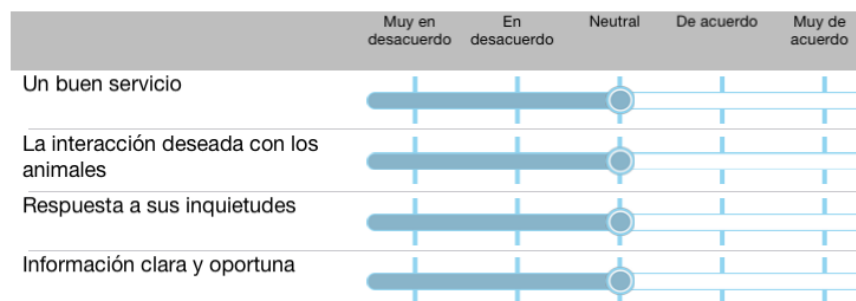 Muy en desacuerdo
En desacuerdo
Neutral
De acuerdo
Muy de acuerdo
Un buen servicio
La interacción deseada con los
animales
Respuesta a sus inquietudes
Información clara y oportuna